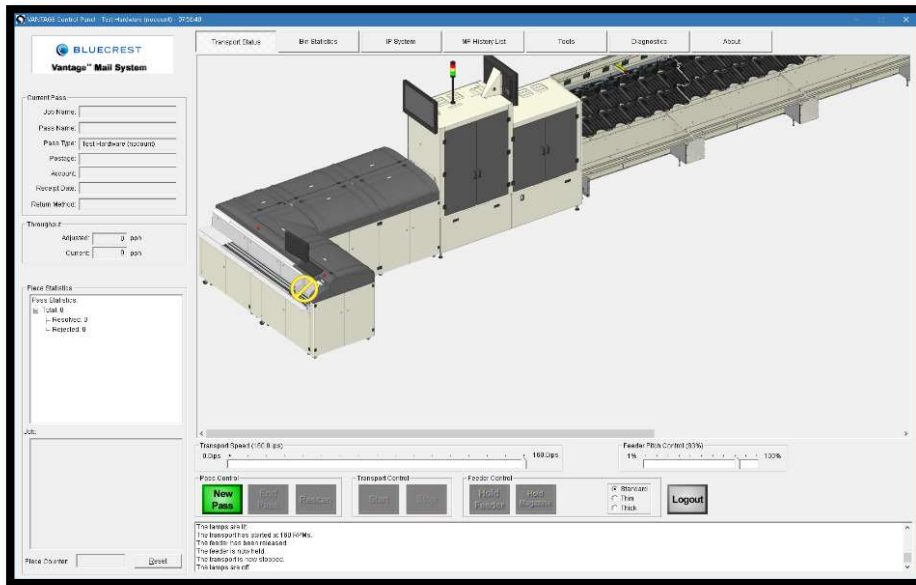 VANTAGE Control Panel - Test Hardware (nocount) -
BLUECREST
Vantage™ Mail System
Transport Status
Bin Statistics
IP System
MP History List
Tools
Diagnostics
About
Current Pass
Job Name:
Pass Name:
Pass Type: Test Hardware (nocount)
Postage:
Account:
Receipt Date:
Return Method:
Throughput
Adjusted: 0 pph
Current: 0 pph
Piece Statistics
Pass Statistics
Total: 0
Resolved: 0
Rejected: 0
Job:
Piece Counter:
Reset
Transport Speed (160.0 ips)
0.0ips
160.0ips
Feeder Pitch Control (93%)
1%
100%
Pass Control
New Pass
End Pass
Restart
Transport Control
Start
Stop
Feeder Control
Hold Feeder
Hold Magazine
Standard
Thin
Thick
Logout
The lamps are lit.
The transport has started at 160 RPMs.
The feeder has been released.
The feeder is now held.
The transport is now stopped.
The lamps are off.